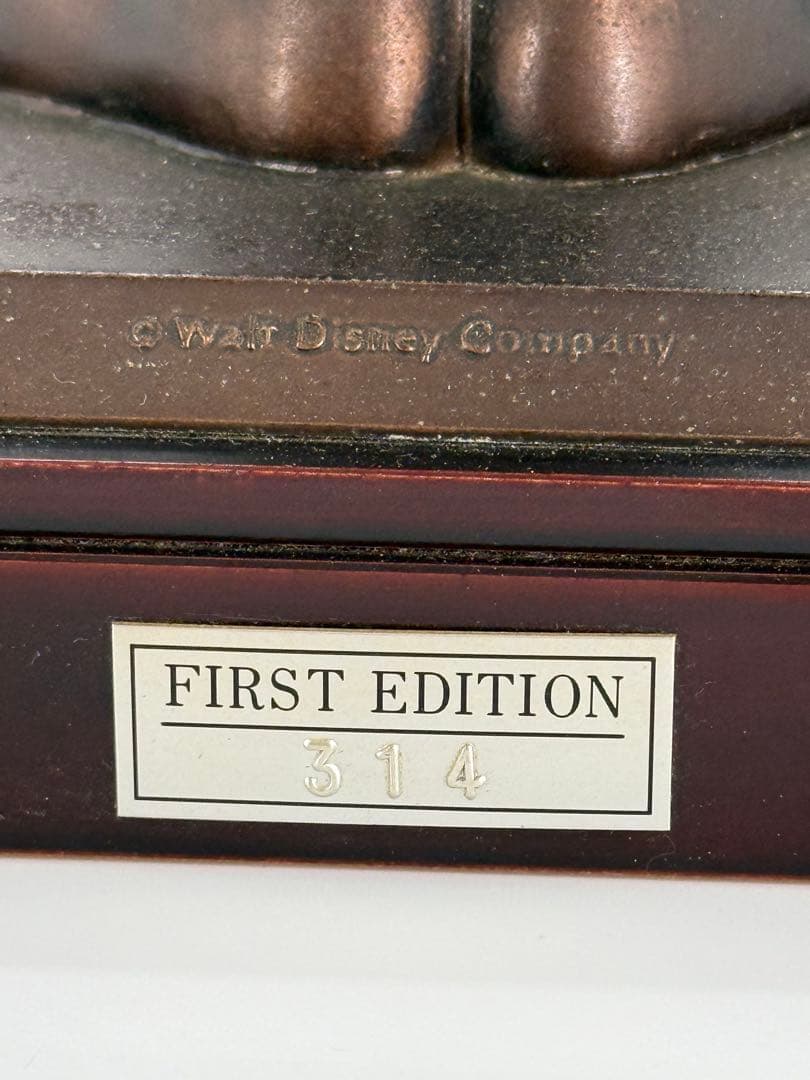 © Walt Disney Company
FIRST EDITION
314